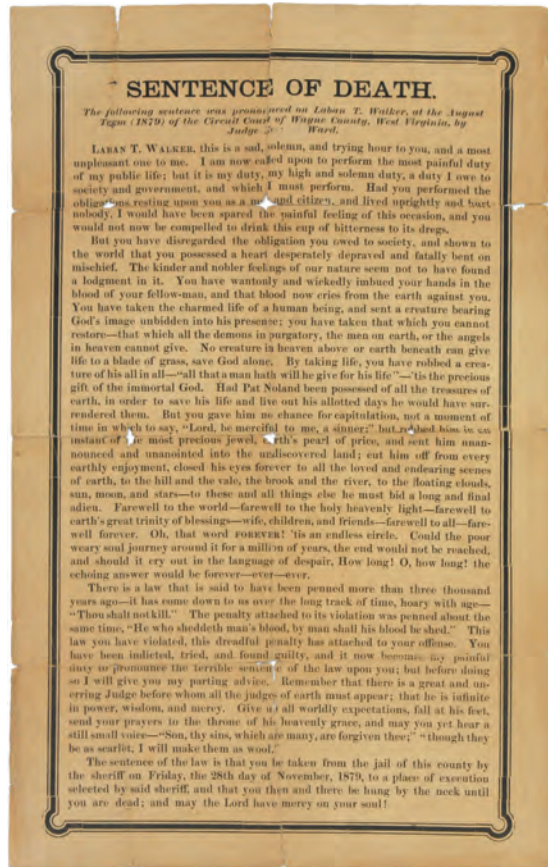 SENTENCE OF DEATH.
The following sentence was pronounced on Laban T. Walker, at the August
Term (1879) of the Circuit Court of Wayne County, West Virginia, by
Judge Ward.
LABAN T. WALKER, this is a sad, solemn, and trying hour to you, and a most
unpleasant one to me. I am now called upon to perform the most painful duty
of my public life; but it is my duty, my high and solemn duty, a duty I owe to
society and government, and which I must perform. Had you performed the
obligations resting upon you as a man and citizen, and lived uprightly and hurt
nobody, I would have been spared the painful feeling of this occasion, and you
would not now be compelled to drink this cup of bitterness to its dregs.
But you have disregarded the obligation you owed to society, and shown to
the world that you possessed a heart desperately depraved and fatally bent on
mischief. The kinder and nobler feelings of our nature seem not to have found
a lodgment in it. You have wantonly and wickedly imbued your hands in the
blood of your fellow-man, and that blood now cries from the earth against you.
You have taken the charmed life of a human being, and sent a creature bearing
God's image unbidden into his presense; you have taken that which you cannot
restore—that which all the demons in purgatory, the men on earth, or the angels
in heaven cannot give. No creature in heaven above or earth beneath can give
life to a blade of grass, save God alone. By taking life, you have robbed a crea-
ture of his all in all—"all that a man hath will he give for his life"—'tis the precious
gift of the immortal God. Had Pat Noland been possessed of all the treasures of
earth, in order to save his life and live out his allotted days he would have sur-
rendered them. But you gave him no chance for capitulation, not a moment of
time in which to say, "Lord, be merciful to me, a sinner;" but robbed him in an
instant of the most precious jewel, earth's pearl of price, and sent him unan-
nounced and unanointed into the undiscovered land; cut him off from every
earthly enjoyment, closed his eyes forever to all the loved and endearing scenes
of earth, to the hill and the vale, the brook and the river, to the floating clouds,
sun, moon, and stars—to these and all things else he must bid a long and final
adieu. Farewell to the world—farewell to the holy heavenly light—farewell to
earth's great trinity of blessings—wife, children, and friends—farewell to all—fare-
well forever. Oh, that word FOREVER! 'tis an endless circle. Could the poor
weary soul journey around it for a million of years, the end would not be reached,
and should it cry out in the language of despair, How long! O, how long! the
echoing answer would be forever—ever—ever.
There is a law that is said to have been penned more than three thousand
years ago—it has come down to us over the long track of time, hoary with age—
"Thou shalt not kill." The penalty attached to its violation was penned about the
same time, "He who sheddeth man's blood, by man shall his blood be shed." This
law you have violated, this dreadful penalty has attached to your offense. You
have been indicted, tried, and found guilty, and it now becomes my painful
duty to pronounce the terrible sentence of the law upon you; but before doing
so I will give you my parting advice. Remember that there is a great and un-
erring Judge before whom all the judges of earth must appear; that he is infinite
in power, wisdom, and mercy. Give up all worldly expectations, fall at his feet,
send your prayers to the throne of his heavenly grace, and may you yet hear a
still small voice—"Son, thy sins, which are many, are forgiven thee;" "though they
be as scarlet, I will make them as wool."
The sentence of the law is that you be taken from the jail of this county by
the sheriff on Friday, the 28th day of November, 1879, to a place of execution
selected by said sheriff, and that you then and there be hung by the neck until
you are dead; and may the Lord have mercy on your soul!